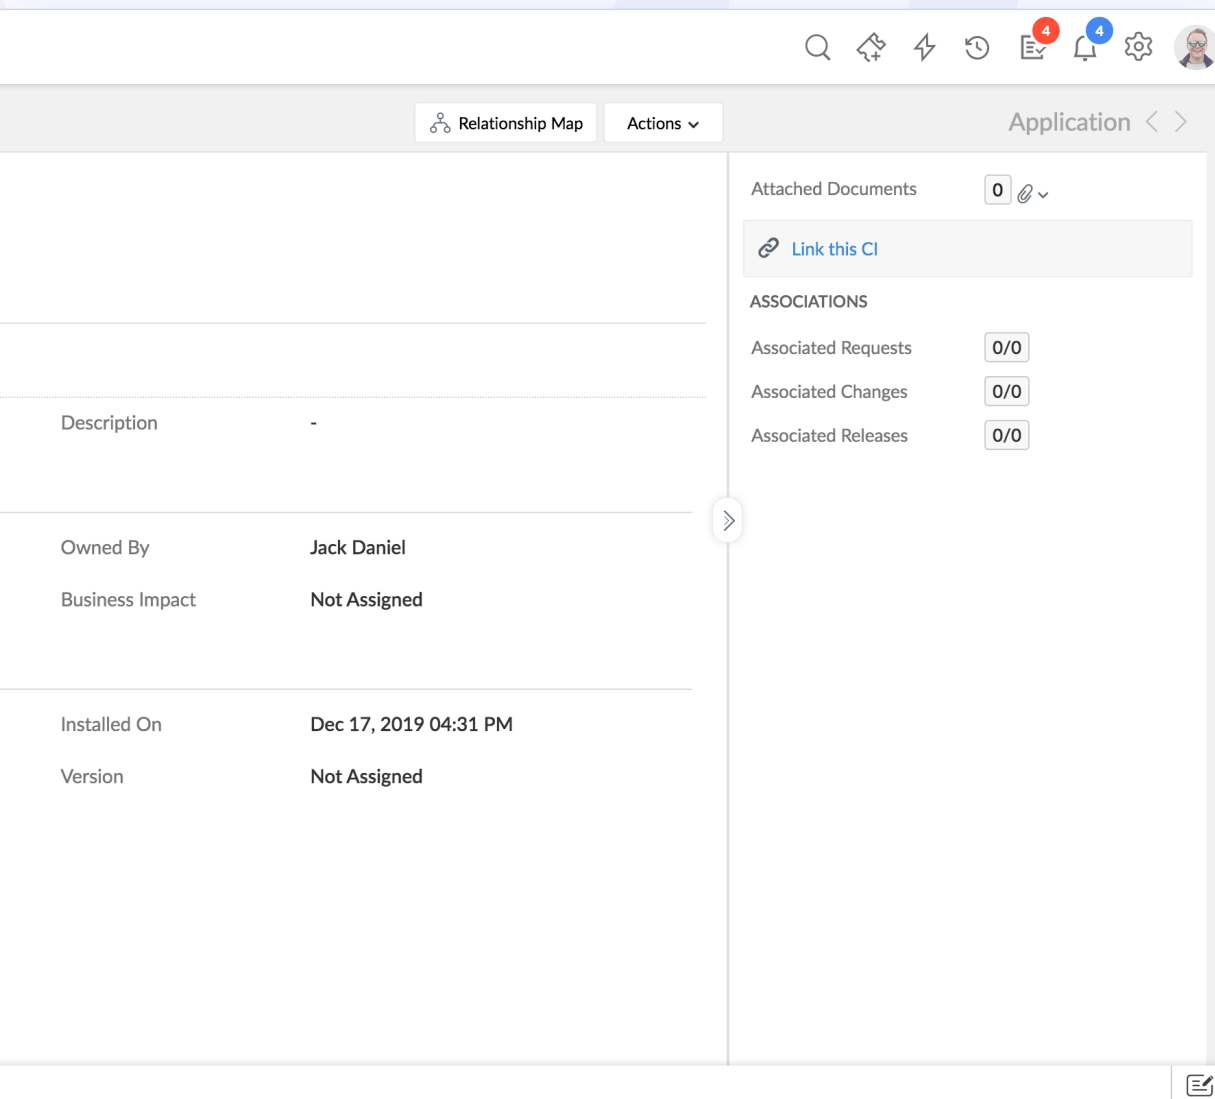 4
4
Relationship Map
Actions
Application
Attached Documents
0
Link this CI
ASSOCIATIONS
Associated Requests
0/0
Associated Changes
0/0
Associated Releases
0/0
Description
-
Owned By
Jack Daniel
Business Impact
Not Assigned
Installed On
Dec 17, 2019 04:31 PM
Version
Not Assigned